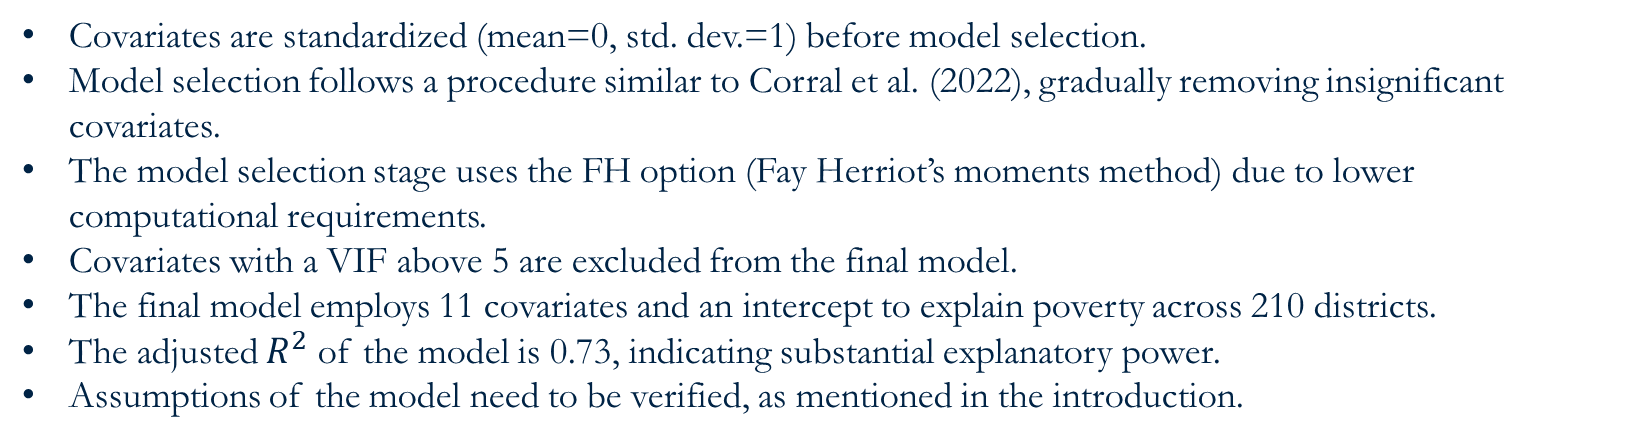 • Covariates are standardized (mean=0, std. dev.=1) before model selection.
• Model selection follows a procedure similar to Corral et al. (2022), gradually removing insignificant
covariates.
• The model selection stage uses the FH option (Fay Herriot’s moments method) due to lower
computational requirements.
• Covariates with a VIF above 5 are excluded from the final model.
• The final model employs 11 covariates and an intercept to explain poverty across 210 districts.
• The adjusted R² of the model is 0.73, indicating substantial explanatory power.
• Assumptions of the model need to be verified, as mentioned in the introduction.